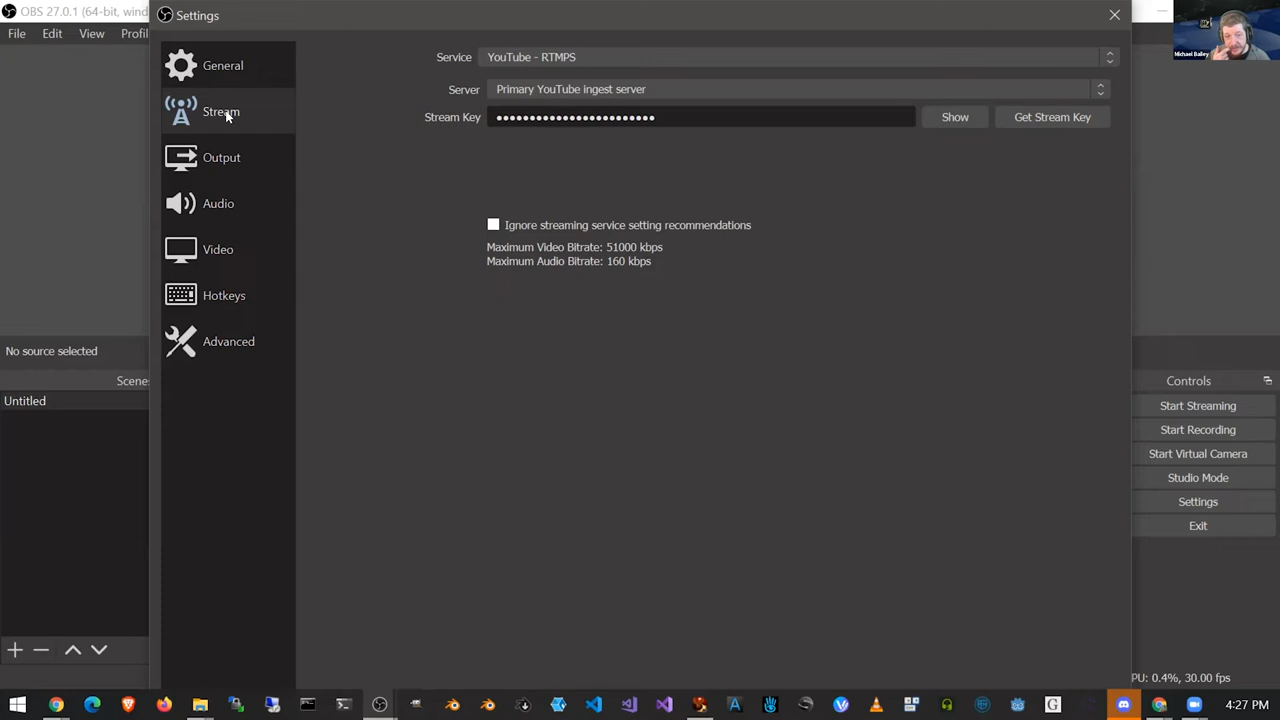 OBS 27.0.1 (64-bit, wind
Settings
File Edit View Profil
Michael Bailey
General
Stream
Output
Audio
Video
Hotkeys
Advanced
Service YouTube - RTMPS
Server Primary YouTube ingest server
Stream Key ●●●●●●●●●●●●●●●●●●●●●●●● Show Get Stream Key
Ignore streaming service setting recommendations
Maximum Video Bitrate: 51000 kbps
Maximum Audio Bitrate: 160 kbps
No source selected
Scenes
Untitled
Controls
Start Streaming
Start Recording
Start Virtual Camera
Studio Mode
Settings
Exit
PU: 0.4%, 30.00 fps
4:27 PM